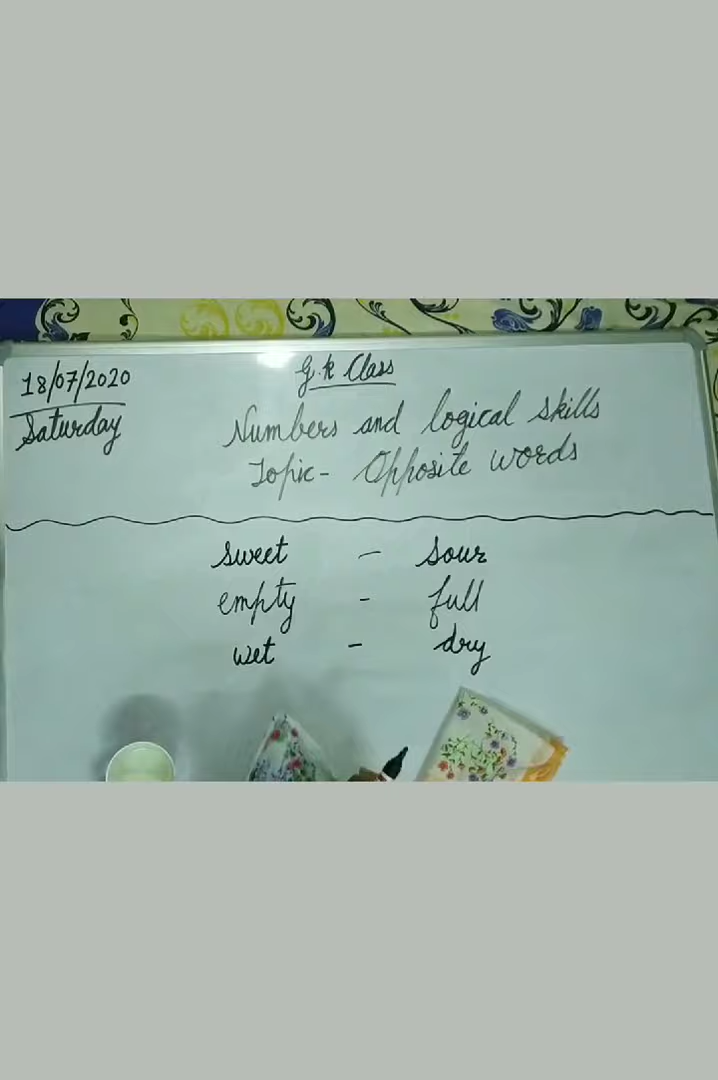 18/07/2020
Saturday
G.K Class
Numbers and logical skills
Topic - Opposite words
sweet - sour
empty - full
wet - dry